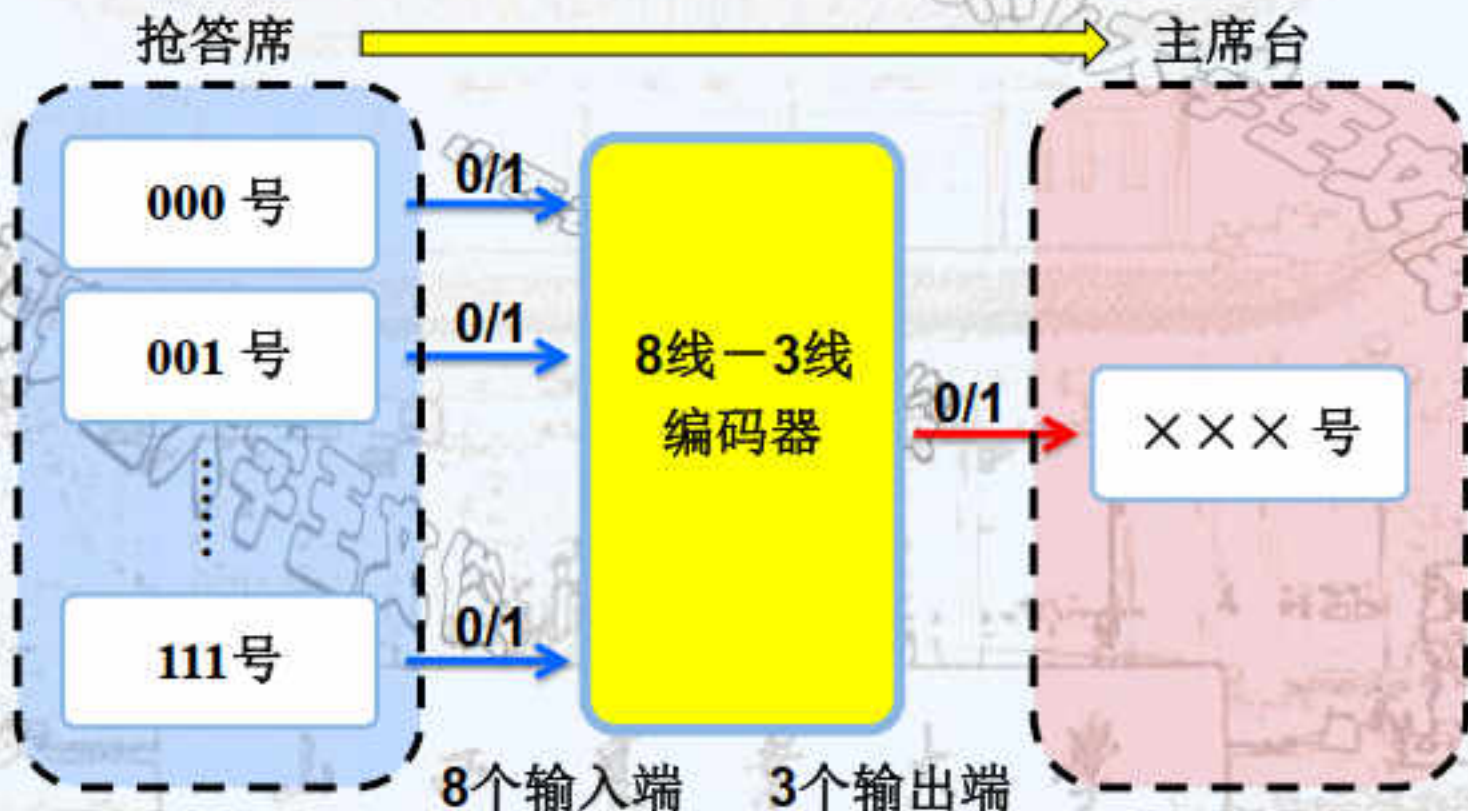 抢答席
主席台
000 号
0/1
001 号
0/1
······
111号
0/1
8线－3线
编码器
0/1
××× 号
8个输入端
3个输出端